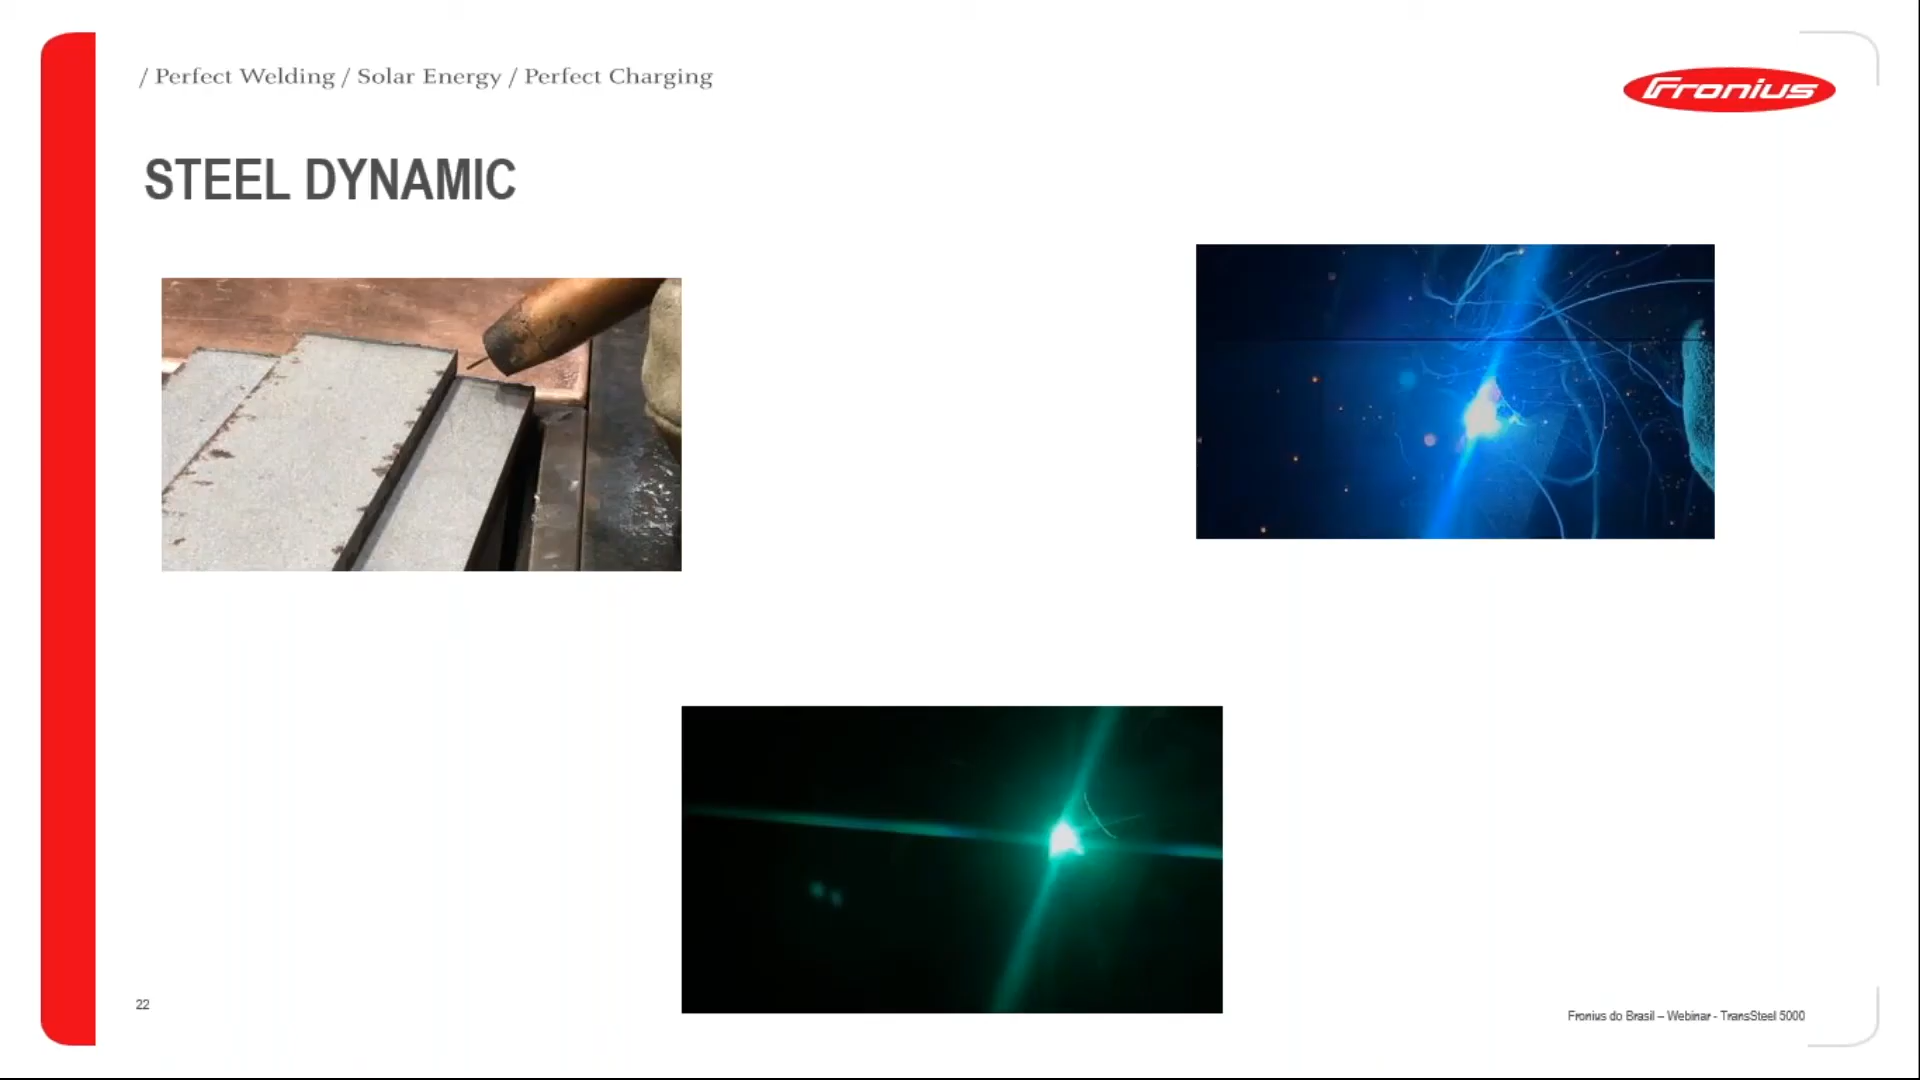 / Perfect Welding / Solar Energy / Perfect Charging
Fronius
STEEL DYNAMIC
22
Fronius do Brasil – Webinar - TransSteel 5000